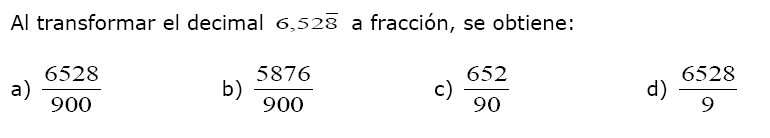 Al transformar el decimal 6,528̅ a fracción, se obtiene:
a) 6528/900 b) 5876/900 c) 652/90 d) 6528/9